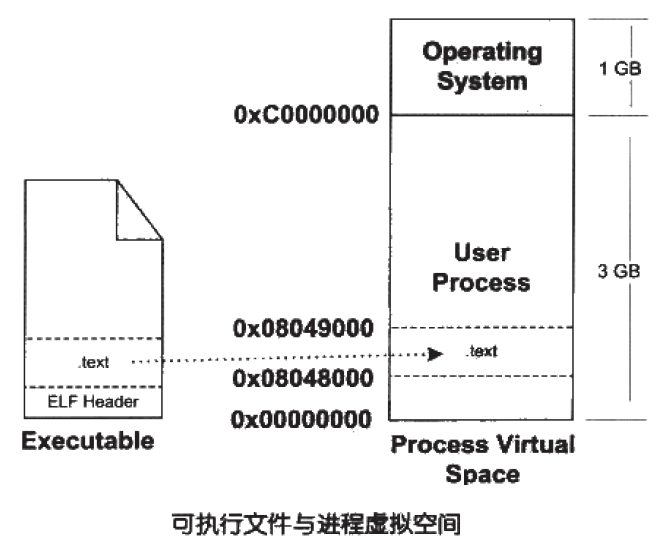 Operating
System
1 GB
0xC0000000
User
Process
3 GB
0x08049000
.text
.text
0x08048000
ELF Header
0x00000000
Executable
Process Virtual
Space
可执行文件与进程虚拟空间